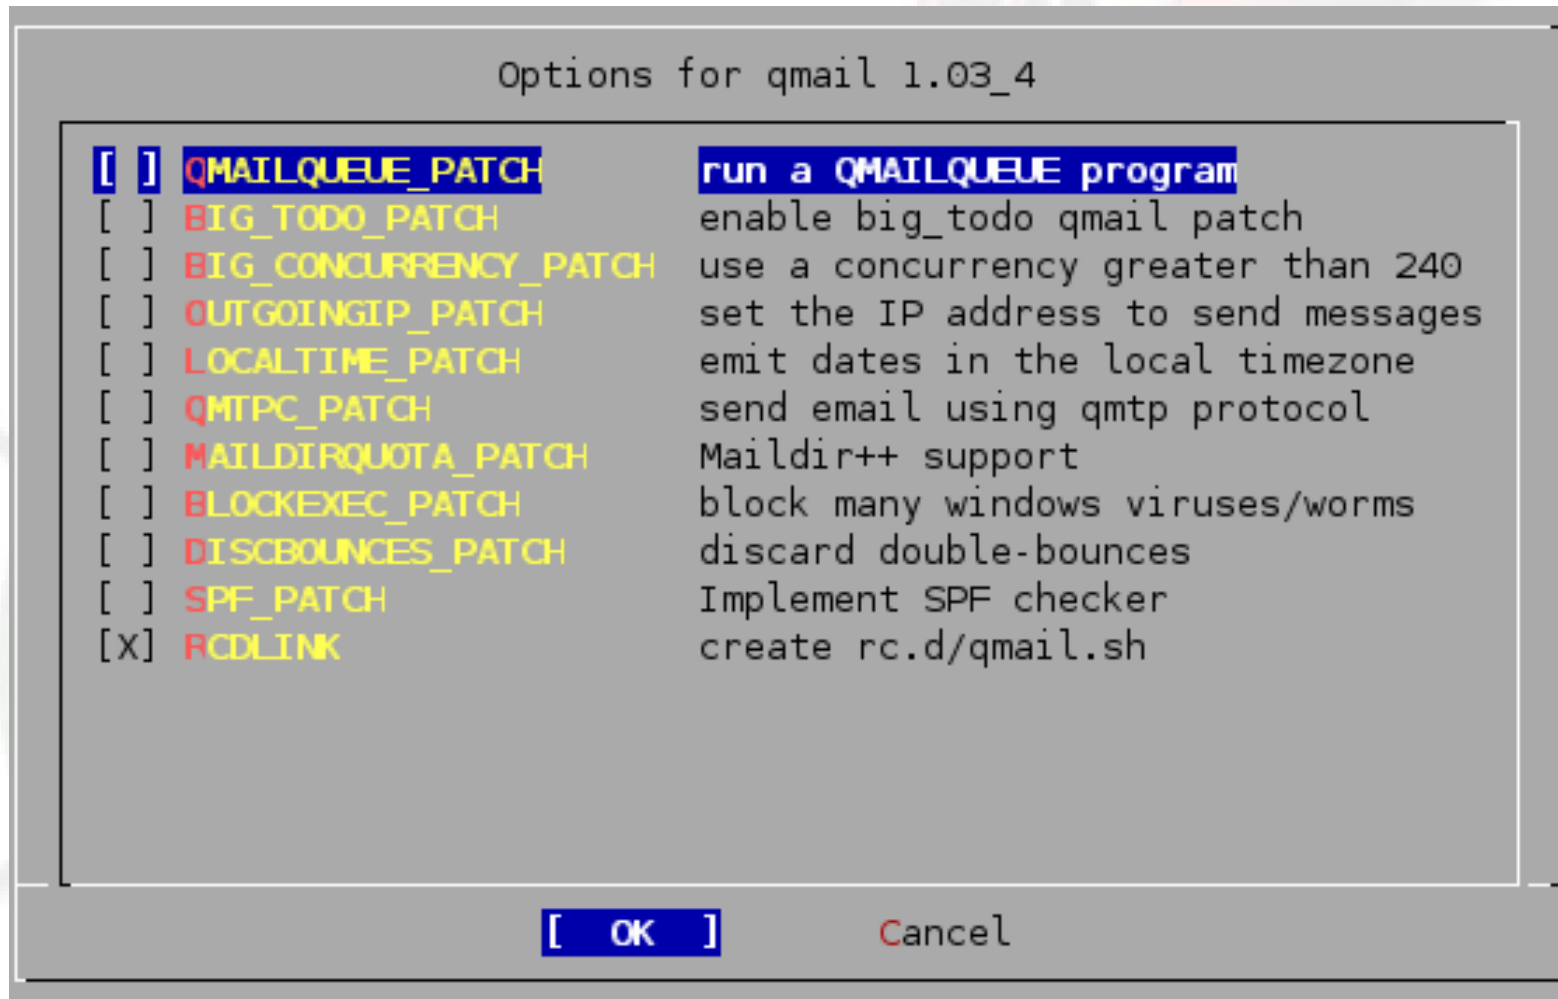 Options for qmail 1.03_4
[ ] QMAILQUEUE_PATCH run a QMAILQUEUE program
[ ] BIG_TODO_PATCH enable big_todo qmail patch
[ ] BIG_CONCURRENCY_PATCH use a concurrency greater than 240
[ ] OUTGOINGIP_PATCH set the IP address to send messages
[ ] LOCALTIME_PATCH emit dates in the local timezone
[ ] QMTPC_PATCH send email using qmtp protocol
[ ] MAILDIRQUOTA_PATCH Maildir++ support
[ ] BLOCKEXEC_PATCH block many windows viruses/worms
[ ] DISCBOUNCES_PATCH discard double-bounces
[ ] SPF_PATCH Implement SPF checker
[X] RCDLINK create rc.d/qmail.sh
[ OK ] Cancel